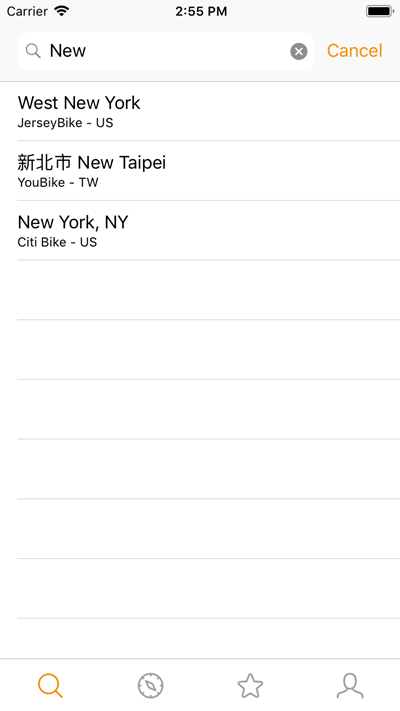 Carrier 2:55 PM
New Cancel
West New York
JerseyBike - US
新北市 New Taipei
YouBike - TW
New York, NY
Citi Bike - US